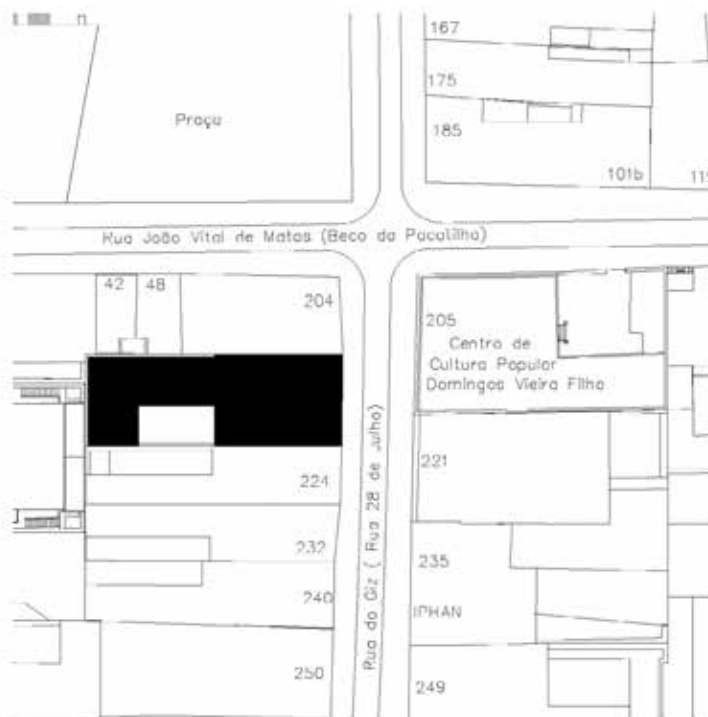 167
175
Praça
185
101b
119
Rua João Vital de Matos (Beco da Pacotilha)
42
48
204
205
Centro de
Cultura Popular
Domingos Vieira Filho
Rua do Giz ( Rua 28 de Julho)
224
221
232
235
240
IPHAN
250
249